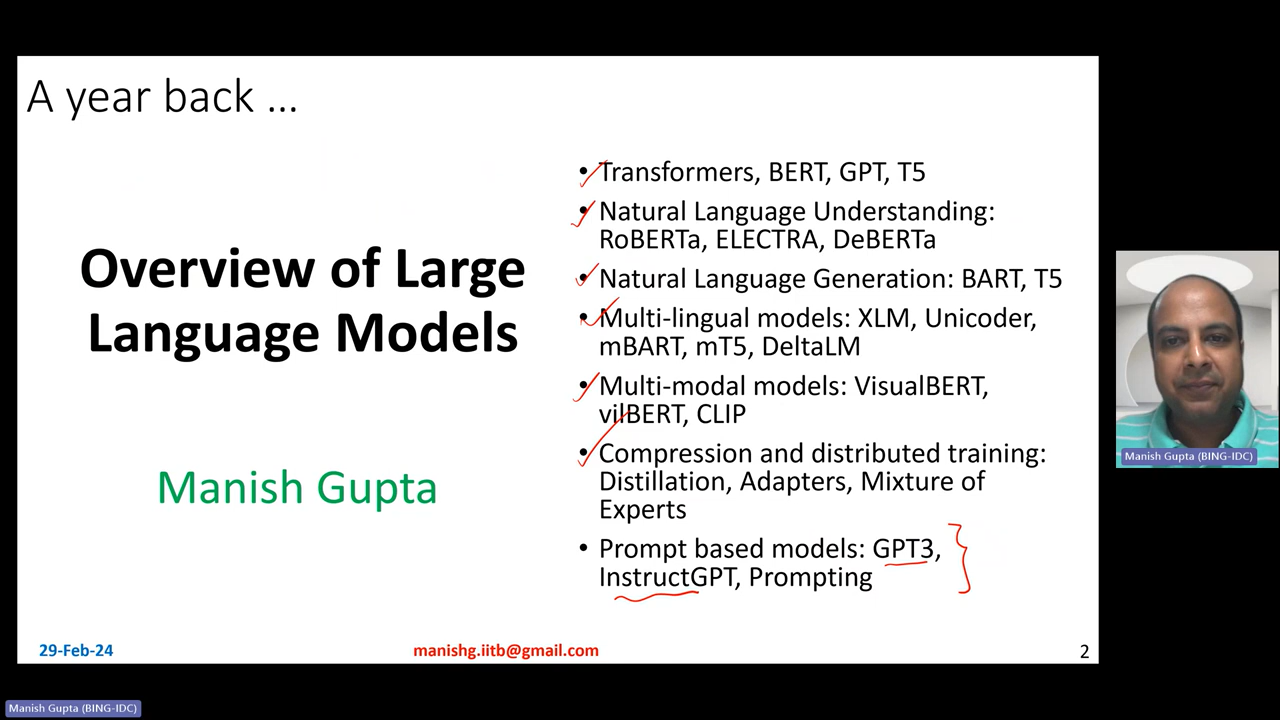 A year back ...
Overview of Large
Language Models
Manish Gupta
• Transformers, BERT, GPT, T5
• Natural Language Understanding:
RoBERTa, ELECTRA, DeBERTa
• Natural Language Generation: BART, T5
• Multi-lingual models: XLM, Unicoder,
mBART, mT5, DeltaLM
• Multi-modal models: VisualBERT,
vilBERT, CLIP
• Compression and distributed training:
Distillation, Adapters, Mixture of
Experts
• Prompt based models: GPT3,
InstructGPT, Prompting
29-Feb-24
manishg.iitb@gmail.com
2
Manish Gupta (BING-IDC)
Manish Gupta (BING-IDC)